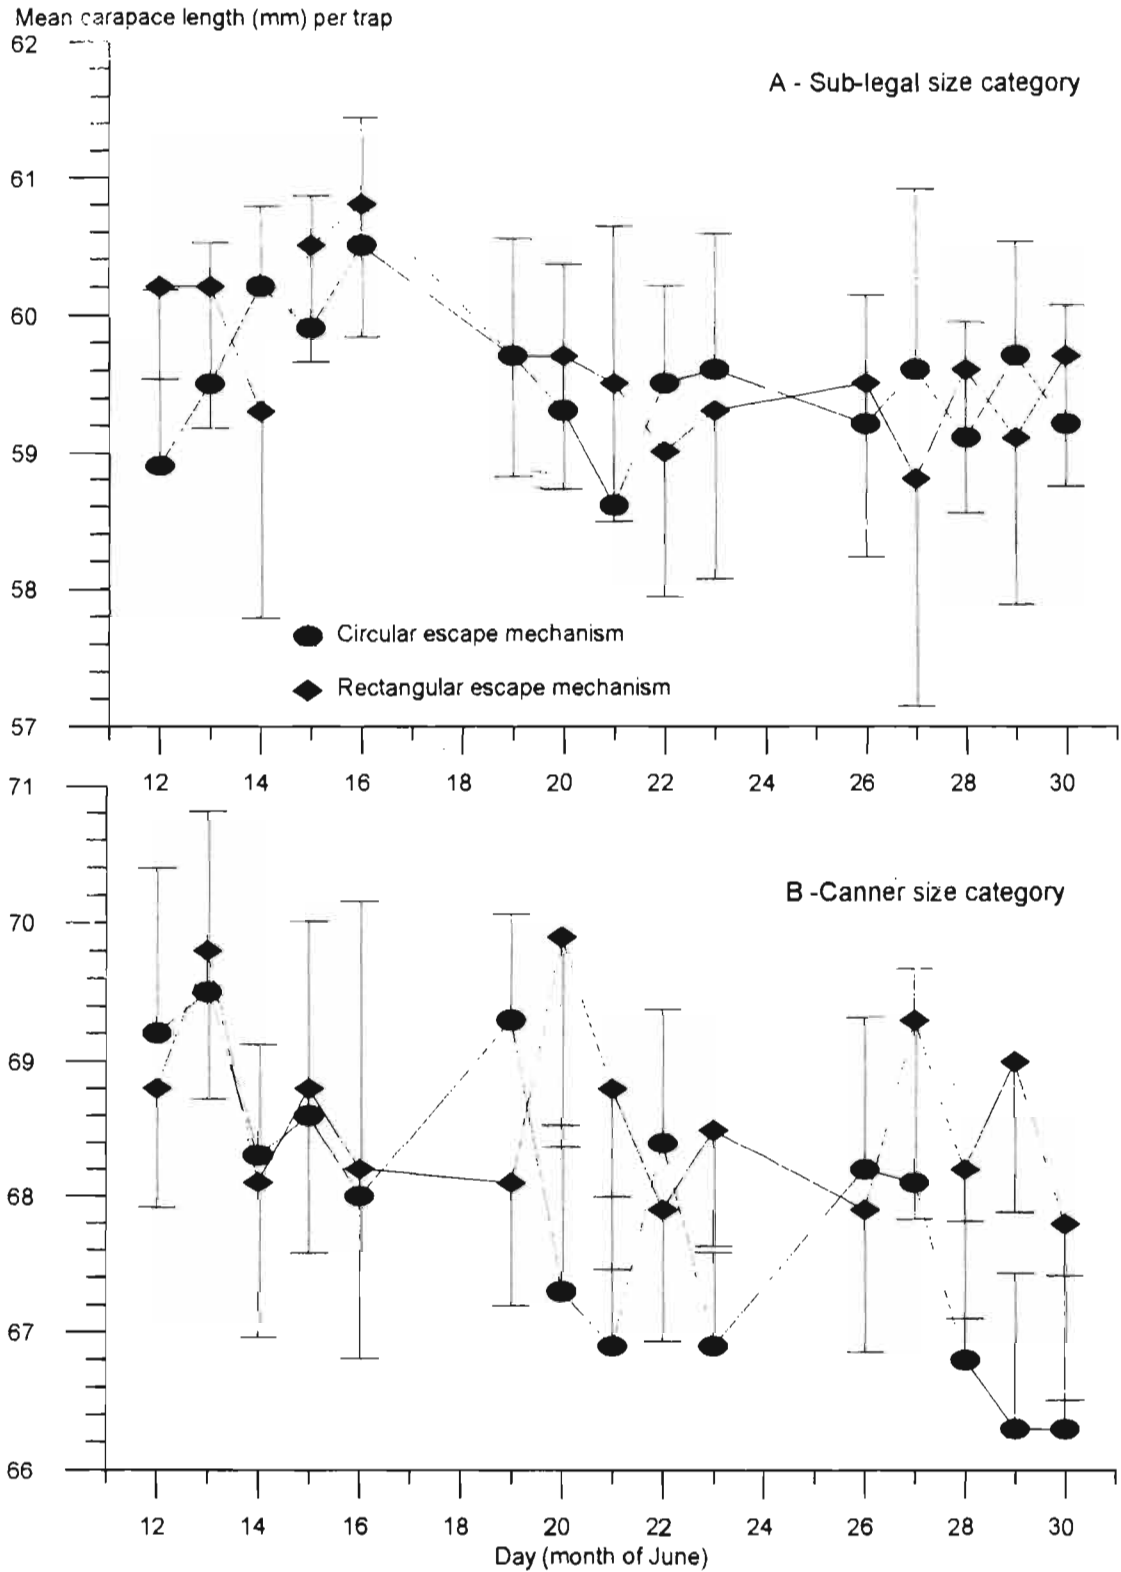 Mean carapace length (mm) per trap
62
A - Sub-legal size category
61
60
59
58
Circular escape mechanism
Rectangular escape mechanism
57
12 14 16 18 20 22 24 26 28 30
71
B -Canner size category
70
69
68
67
66
12 14 16 18 20 22 24 26 28 30
Day (month of June)